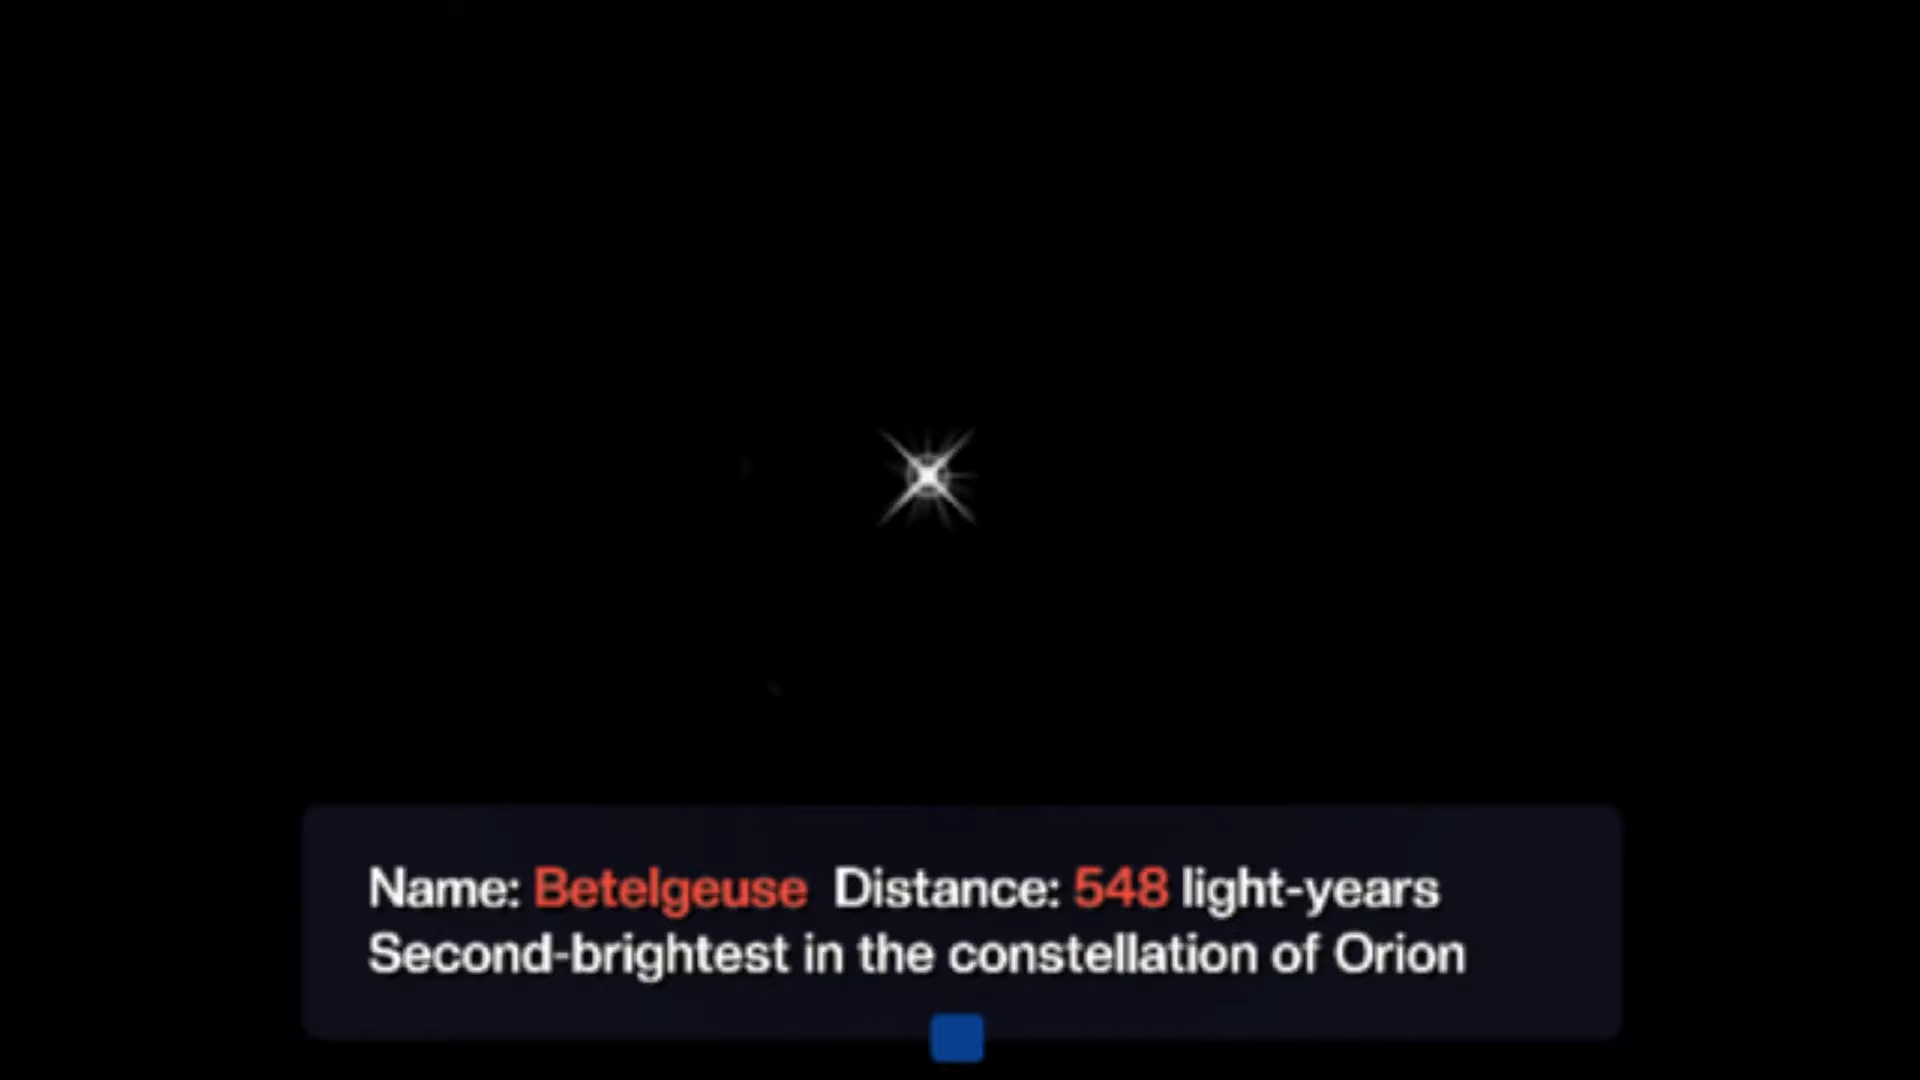 Name: Betelgeuse Distance: 548 light-years
Second-brightest in the constellation of Orion